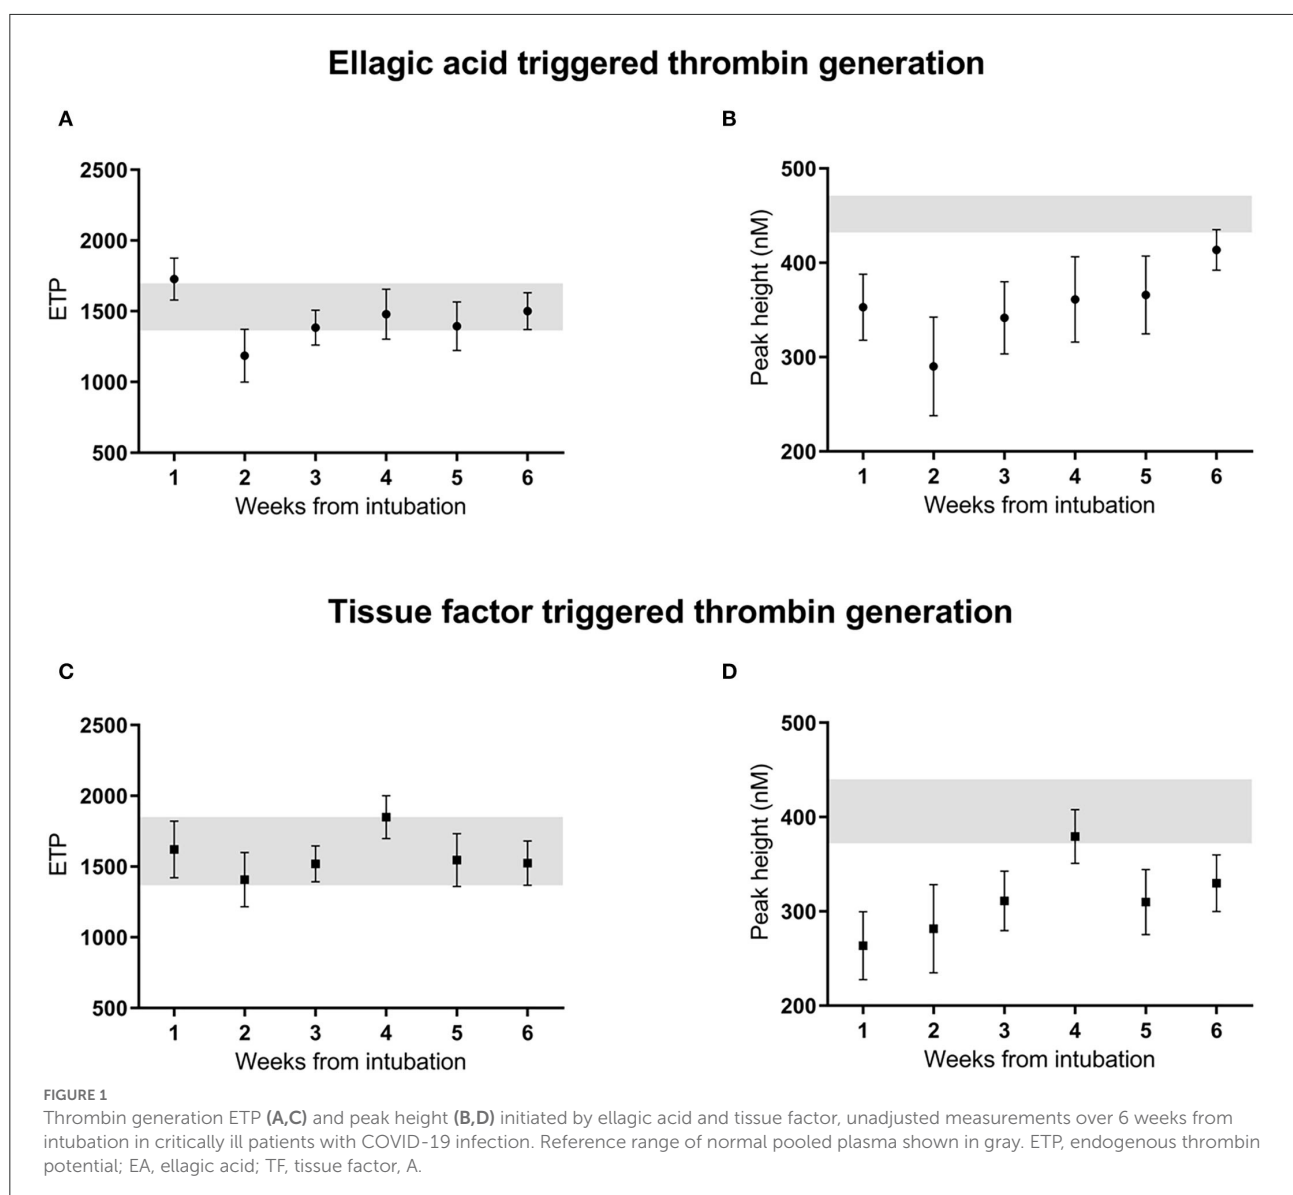 Ellagic acid triggered thrombin generation
A
B
2500
2000
1500
1000
500
ETP
1 2 3 4 5 6
Weeks from intubation
500
400
300
200
Peak height (nM)
1 2 3 4 5 6
Weeks from intubation
Tissue factor triggered thrombin generation
C
D
2500
2000
1500
1000
500
ETP
1 2 3 4 5 6
Weeks from intubation
500
400
300
200
Peak height (nM)
1 2 3 4 5 6
Weeks from intubation
FIGURE 1
Thrombin generation ETP (A,C) and peak height (B,D) initiated by ellagic acid and tissue factor, unadjusted measurements over 6 weeks from
intubation in critically ill patients with COVID-19 infection. Reference range of normal pooled plasma shown in gray. ETP, endogenous thrombin
potential; EA, ellagic acid; TF, tissue factor, A.